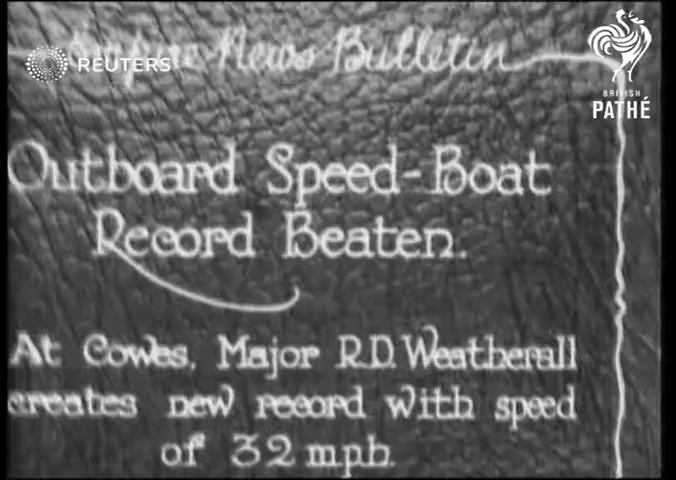 Empire News Bulletin
REUTERS
BRITISH
PATHÉ
Outboard Speed-Boat
Record Beaten.
At Cowes, Major R.D. Weatherall
creates new record with speed
of 32 m.p.h.